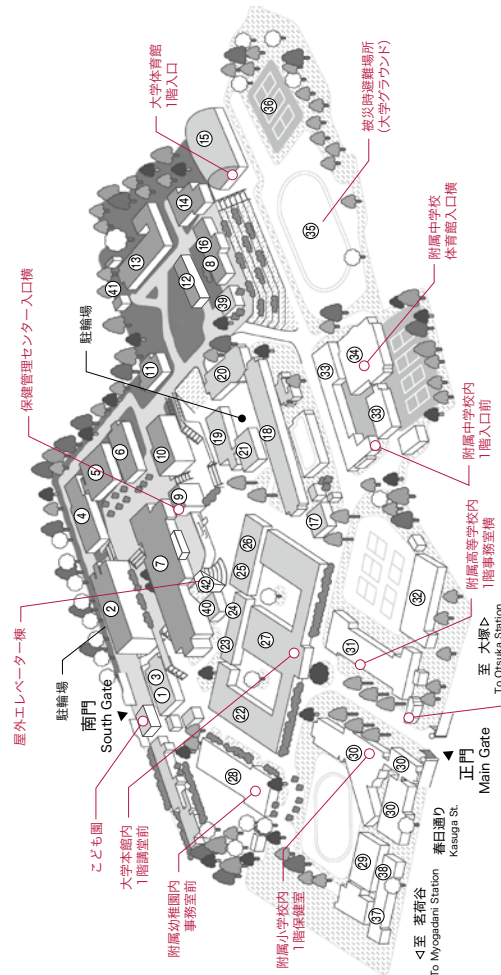 大学体育館
1階入口
被災時避難場所
(大学グラウンド)
附属中学校
体育館入口横
保健管理センター入口横
駐輪場
附属中学校内
1階入口前
附属高等学校内
1階事務室横
屋外エレベーター棟
駐輪場
南門
South Gate
こども園
大学本館内
1階講堂前
附属幼稚園内
事務室前
附属小学校内
1階保健室
至 大塚▷
To Otsuka Station
正門
Main Gate
春日通り
Kasuga St.
◁至 茗荷谷
To Myogadani Station
①
②
③
④
⑤
⑥
⑦
⑧
⑨
⑩
⑪
⑫
⑬
⑭
⑮
⑯
⑰
⑱
⑲
⑳
㉑
㉒
㉓
㉔
㉕
㉖
㉗
㉘
㉙
㉚
㉚
㉚
㉛
㉜
㉝
㉝
㉞
㉟
㊱
㊲
㊳
㊴
㊵
㊶
㊷